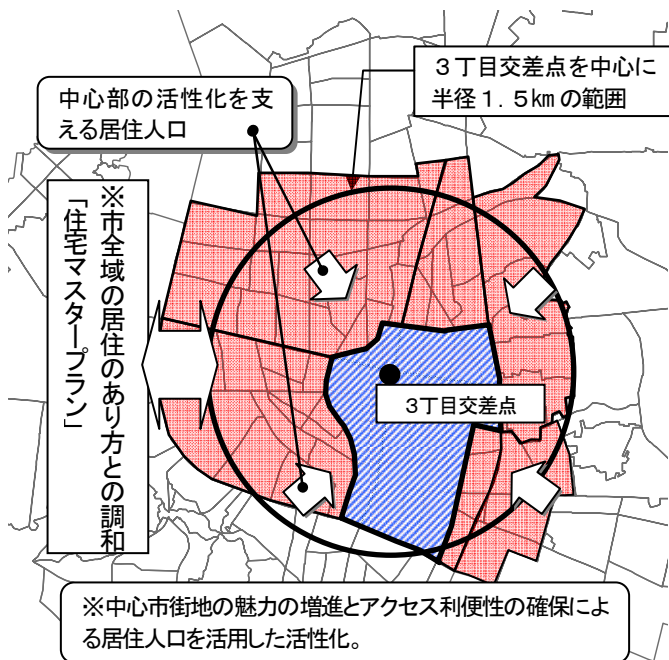 3丁目交差点を中心に
半径1.5kmの範囲
中心部の活性化を支
える居住人口
※市全域の居住のあり方との調和
「住宅マスタープラン」
3丁目交差点
※中心市街地の魅力の増進とアクセス利便性の確保によ
る居住人口を活用した活性化。